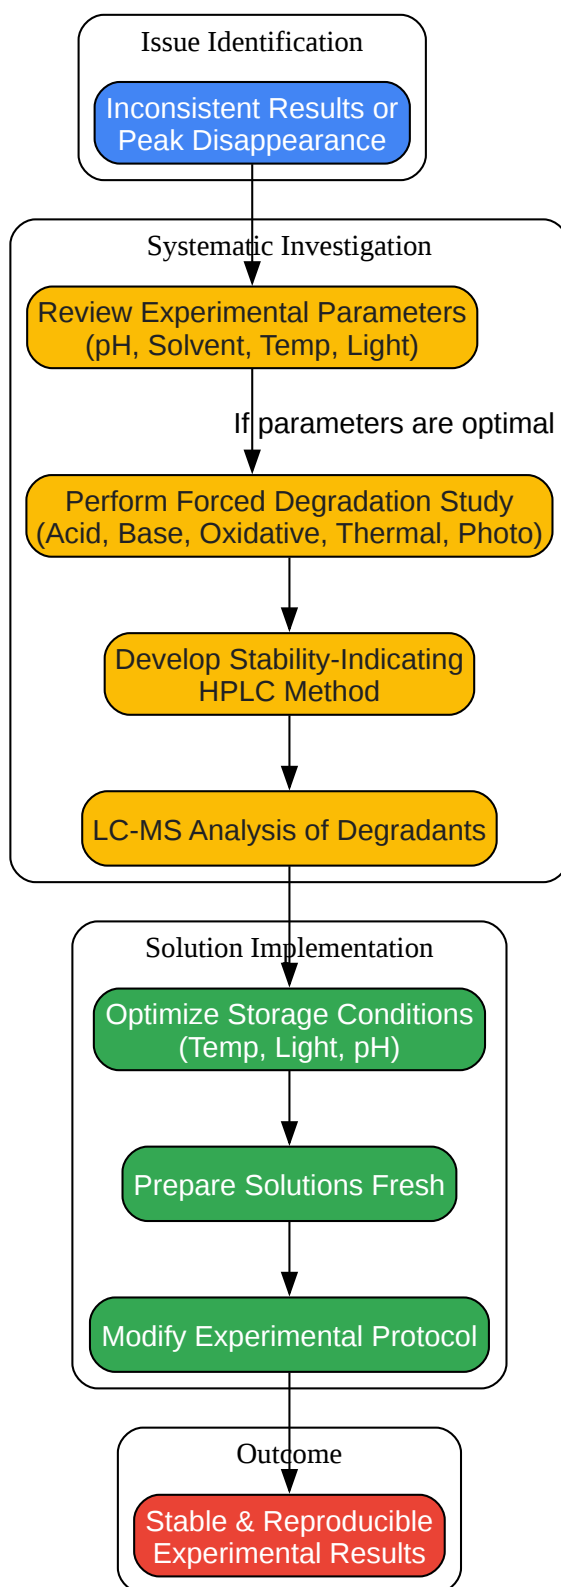 Issue Identification
Inconsistent Results or
Peak Disappearance
Systematic Investigation
Review Experimental Parameters
(pH, Solvent, Temp, Light)
If parameters are optimal
Perform Forced Degradation Study
(Acid, Base, Oxidative, Thermal, Photo)
Develop Stability-Indicating
HPLC Method
LC-MS Analysis of Degradants
Solution Implementation
Optimize Storage Conditions
(Temp, Light, pH)
Prepare Solutions Fresh
Modify Experimental Protocol
Outcome
Stable & Reproducible
Experimental Results